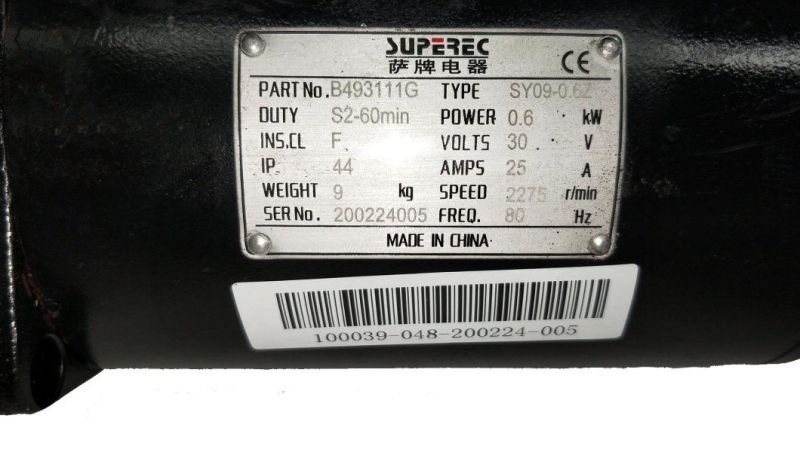 SUPEREC
萨牌电器
CE
PART No. B493111G TYPE SY09-0.6Z
DUTY S2-60min POWER 0.6 kW
INS.CL F VOLTS 30 V
IP 44 AMPS 25 A
WEIGHT 9 kg SPEED 2275 r/min
SER No. 200224005 FREQ. 80 Hz
MADE IN CHINA
100039-048-200224-005